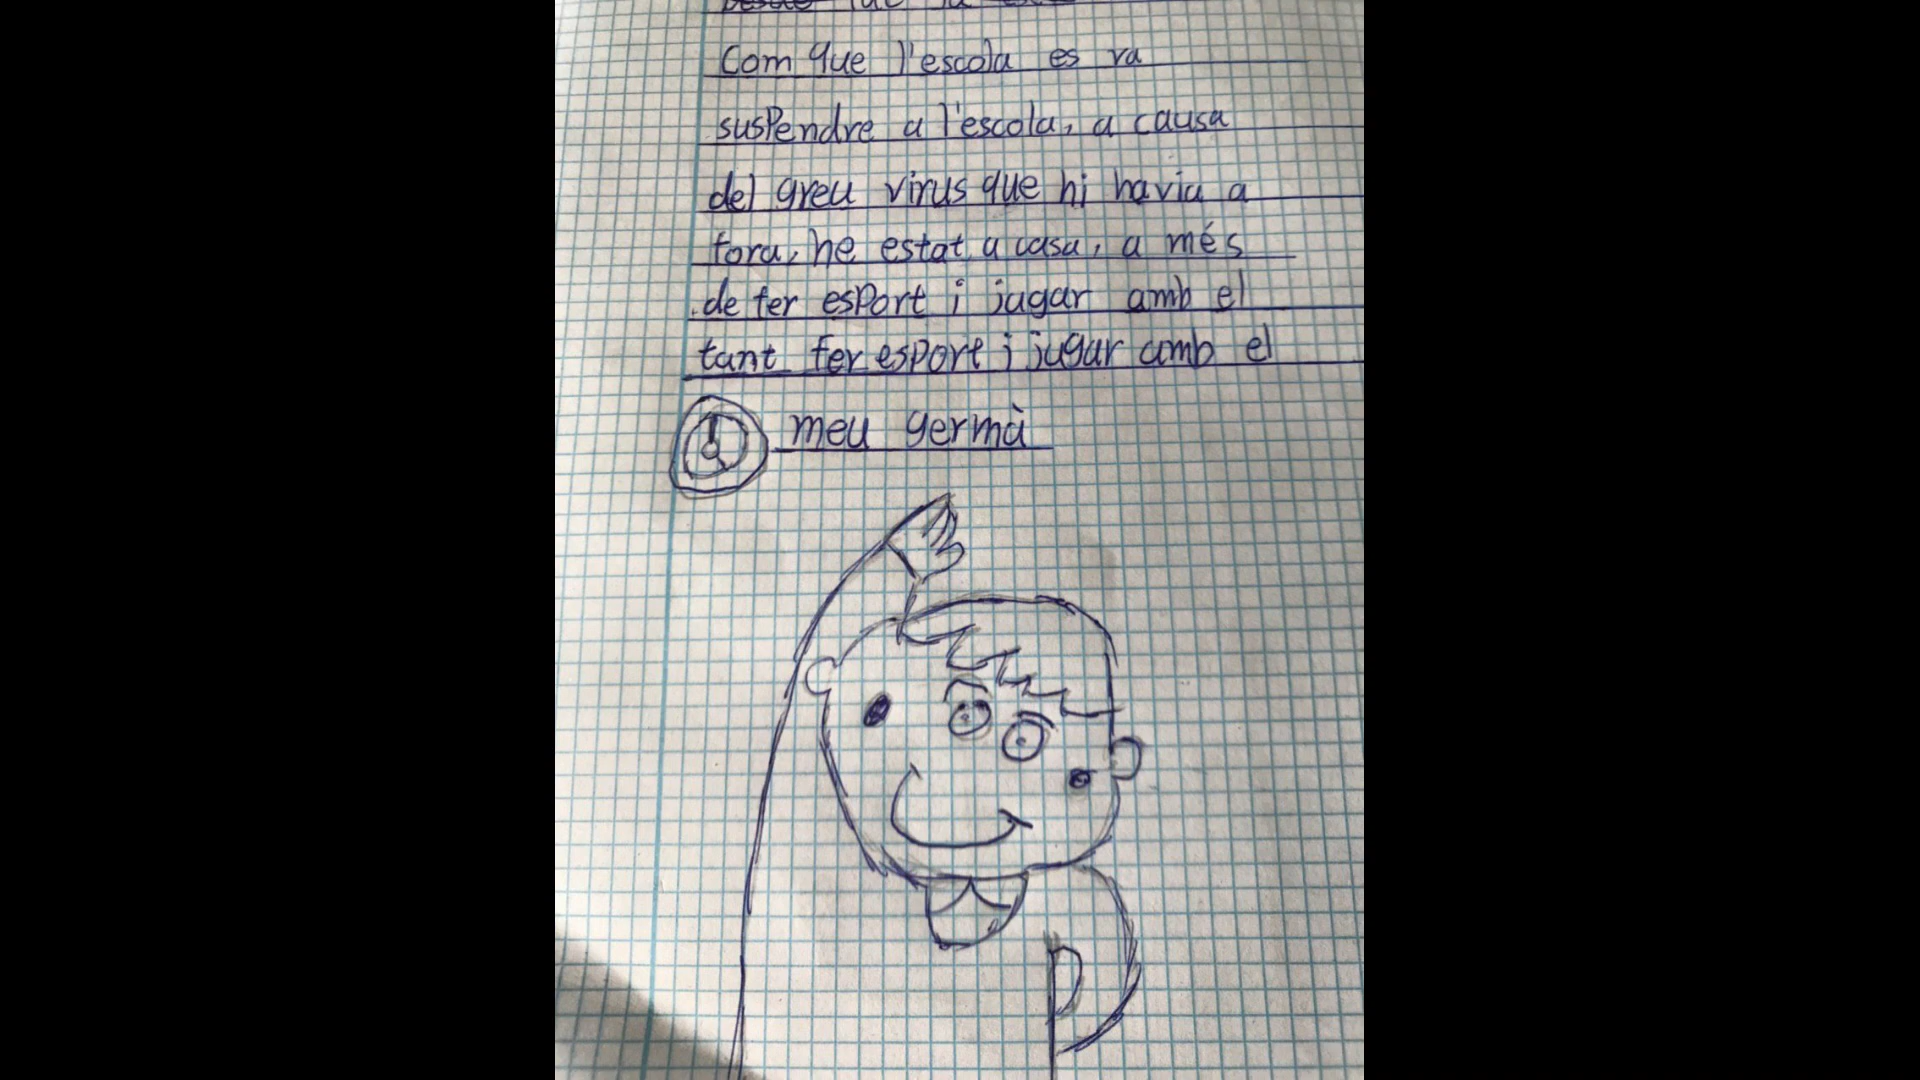 Com que l'escola es va
suspendre a l'escola, a causa
del greu virus que hi havia a
fora, he estat a casa, a més
de fer esport i jugar amb el
tant fer esport i jugar amb el
meu germà